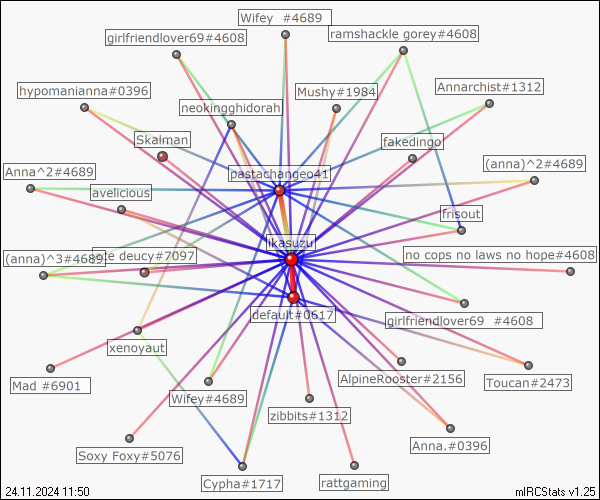 Wifey   #4689
girlfriendlover69#4608
ramshackle gorey#4608
hypomanianna#0396
Mushy#1984
Annarchist#1312
neokingghidorah
Skaiman
fakedingo
Anna^2#4689
pastachangeo41
(anna)^2#4689
avelicious
frisout
likasuzu
(anna)^3#4689
deucy#7097
no cops no laws no hope#4608
default#0617
girlfriendlover69   #4608
xenoyaut
Mad #6901
Wifey#4689
AlpineRooster#2156
Toucan#2473
zibbits#1312
Anna.#0396
Soxy Foxy#5076
Cypha#1717
rattgaming
24.11.2024 11:50
mIRCStats v1.25